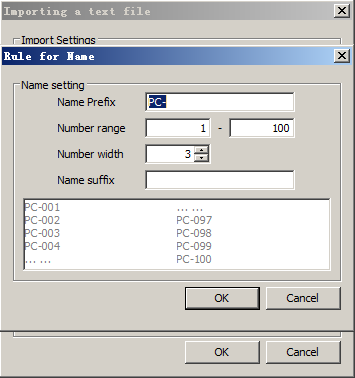 Importing a text file
Import Settings
Rule for Name
Name setting
Name Prefix PC-
Number range 1 - 100
Number width 3
Name suffix
PC-001 ... ...
PC-002 PC-097
PC-003 PC-098
PC-004 PC-099
... ... PC-100
OK Cancel
OK Cancel